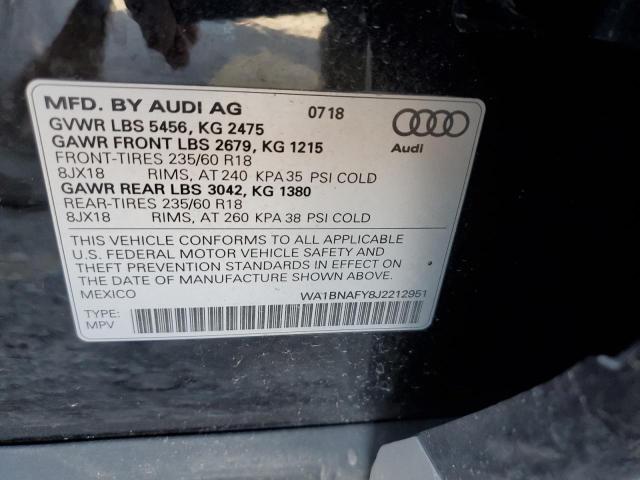 MFD. BY AUDI AG 07 18
GVWR LBS 5456, KG 2475
GAWR FRONT LBS 2679, KG 1215
FRONT-TIRES 235/60 R18
8JX18 RIMS, AT 240 KPA 35 PSI COLD
GAWR REAR LBS 3042, KG 1380
REAR-TIRES 235/60 R18
8JX18 RIMS, AT 260 KPA 38 PSI COLD
Audi
THIS VEHICLE CONFORMS TO ALL APPLICABLE
U.S. FEDERAL MOTOR VEHICLE SAFETY AND
THEFT PREVENTION STANDARDS IN EFFECT ON
THE DATE OF MANUFACTURE SHOWN ABOVE.
MEXICO WA1BNAFY8J2212951
TYPE:
MPV